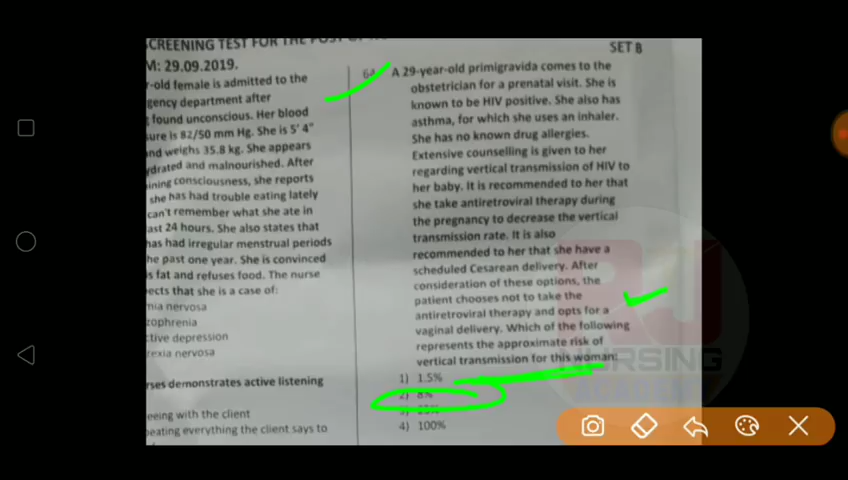 SCREENING TEST FOR THE POST OF
SET B
M: 29.09.2019.
r-old female is admitted to the
gency department after
found unconscious. Her blood
sure is 82/50 mm Hg. She is 5' 4"
nd weighs 35.8 kg. She appears
ydrated and malnourished. After
ining consciousness, she reports
she has had trouble eating lately
can't remember what she ate in
ast 24 hours. She also states that
has had irregular menstrual periods
he past one year. She is convinced
s fat and refuses food. The nurse
ects that she is a case of:
nia nervosa
zophrenia
ctive depression
rexia nervosa
rses demonstrates active listening
eeing with the client
eating everything the client says to
A 29-year-old primigravida comes to the
obstetrician for a prenatal visit. She is
known to be HIV positive. She also has
asthma, for which she uses an inhaler.
She has no known drug allergies.
Extensive counselling is given to her
regarding vertical transmission of HIV to
her baby. It is recommended to her that
she take antiretroviral therapy during
the pregnancy to decrease the vertical
transmission rate. It is also
recommended to her that she have a
scheduled Cesarean delivery. After
consideration of these options, the
patient chooses not to take the
antiretroviral therapy and opts for a
vaginal delivery. Which of the following
represents the approximate risk of
vertical transmission for this woman:
1) 1.5%
2) 8%
3)
4) 100%
NURSING
ACADEMY